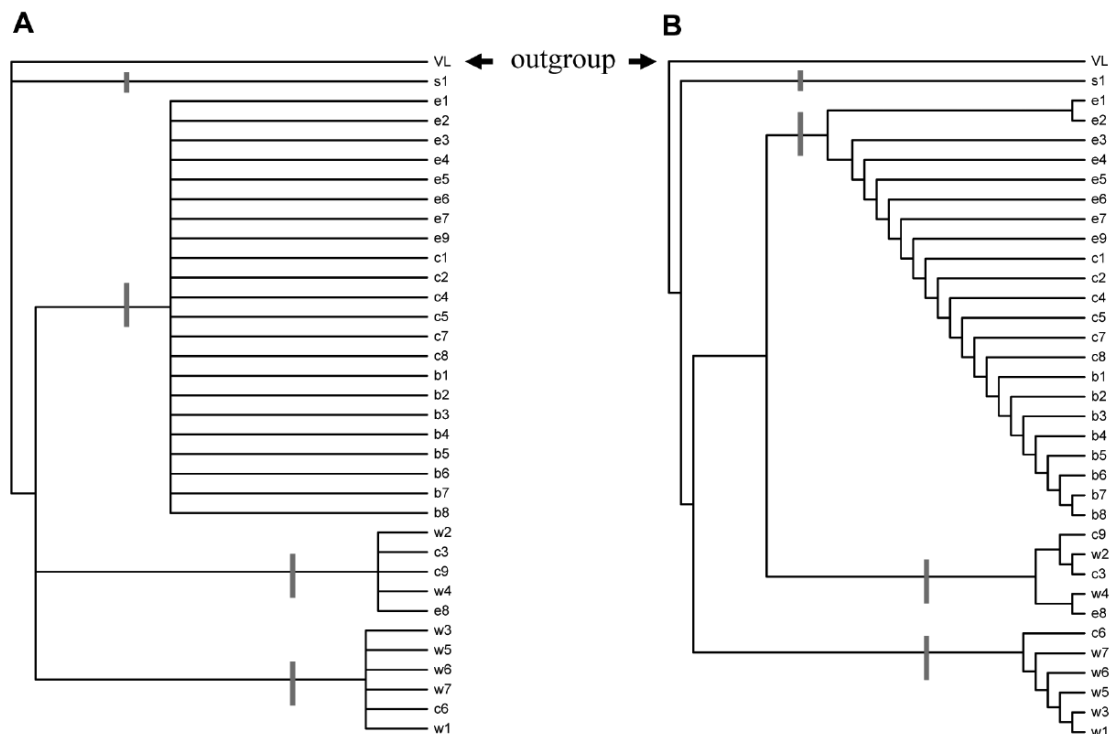 A
B
outgroup
VL
s1
e1
e2
e3
e4
e5
e6
e7
e9
c1
c2
c4
c5
c7
c8
b1
b2
b3
b4
b5
b6
b7
b8
w2
c3
c9
w4
e8
w3
w5
w6
w7
c6
w1
VL
s1
e1
e2
e3
e4
e5
e6
e7
e9
c1
c2
c4
c5
c7
c8
b1
b2
b3
b4
b5
b6
b7
b8
c9
w2
c3
w4
e8
c6
w7
w6
w5
w3
w1